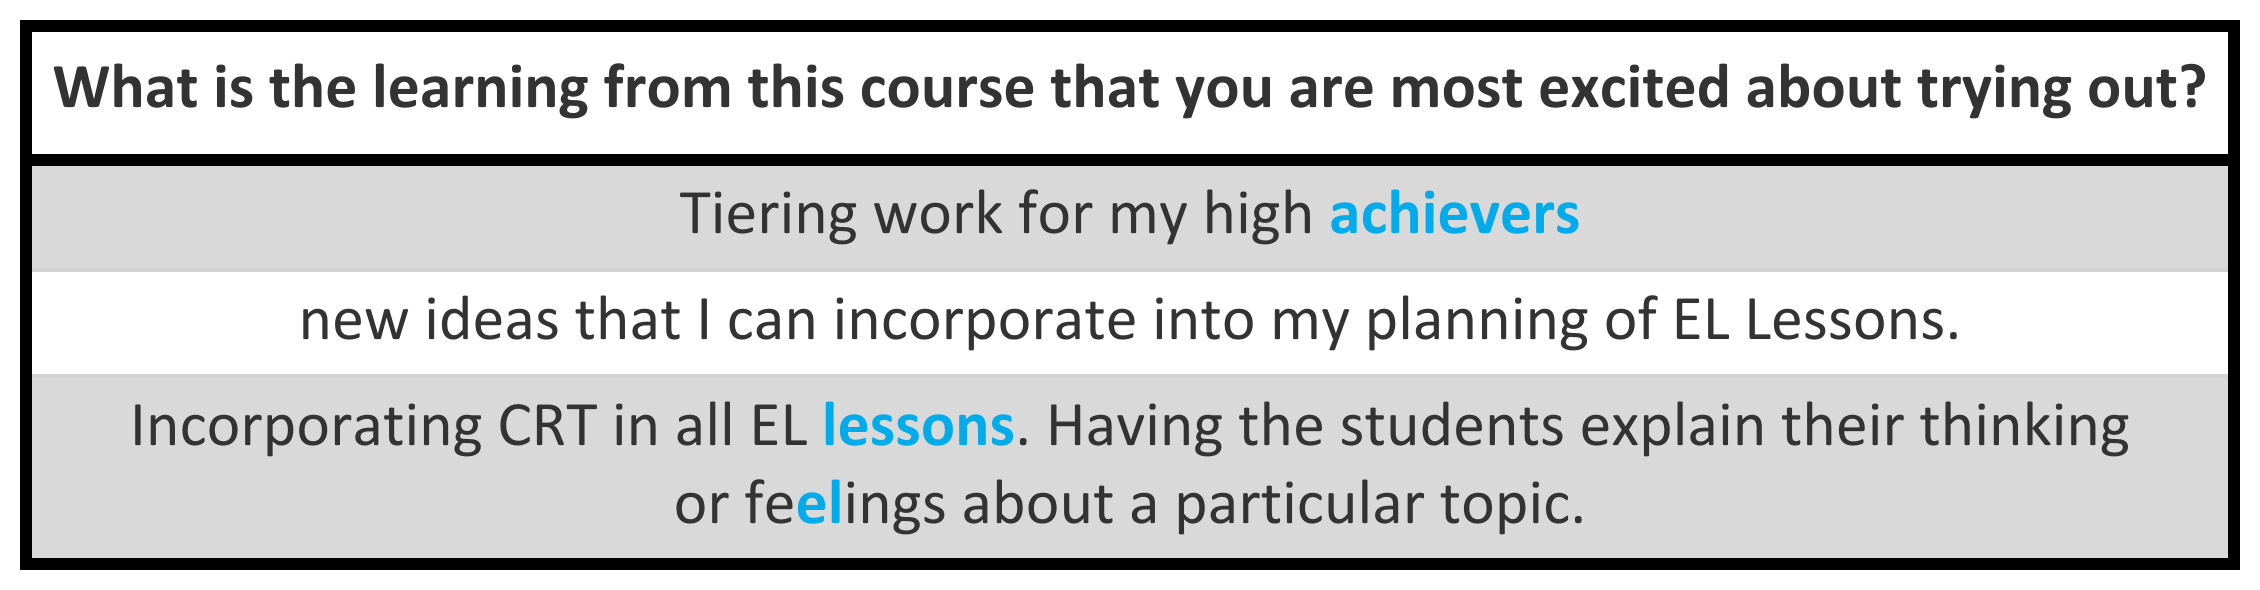 What is the learning from this course that you are most excited about trying out?
Tiering work for my high achievers
new ideas that I can incorporate into my planning of EL Lessons.
Incorporating CRT in all EL lessons. Having the students explain their thinking
or feelings about a particular topic.